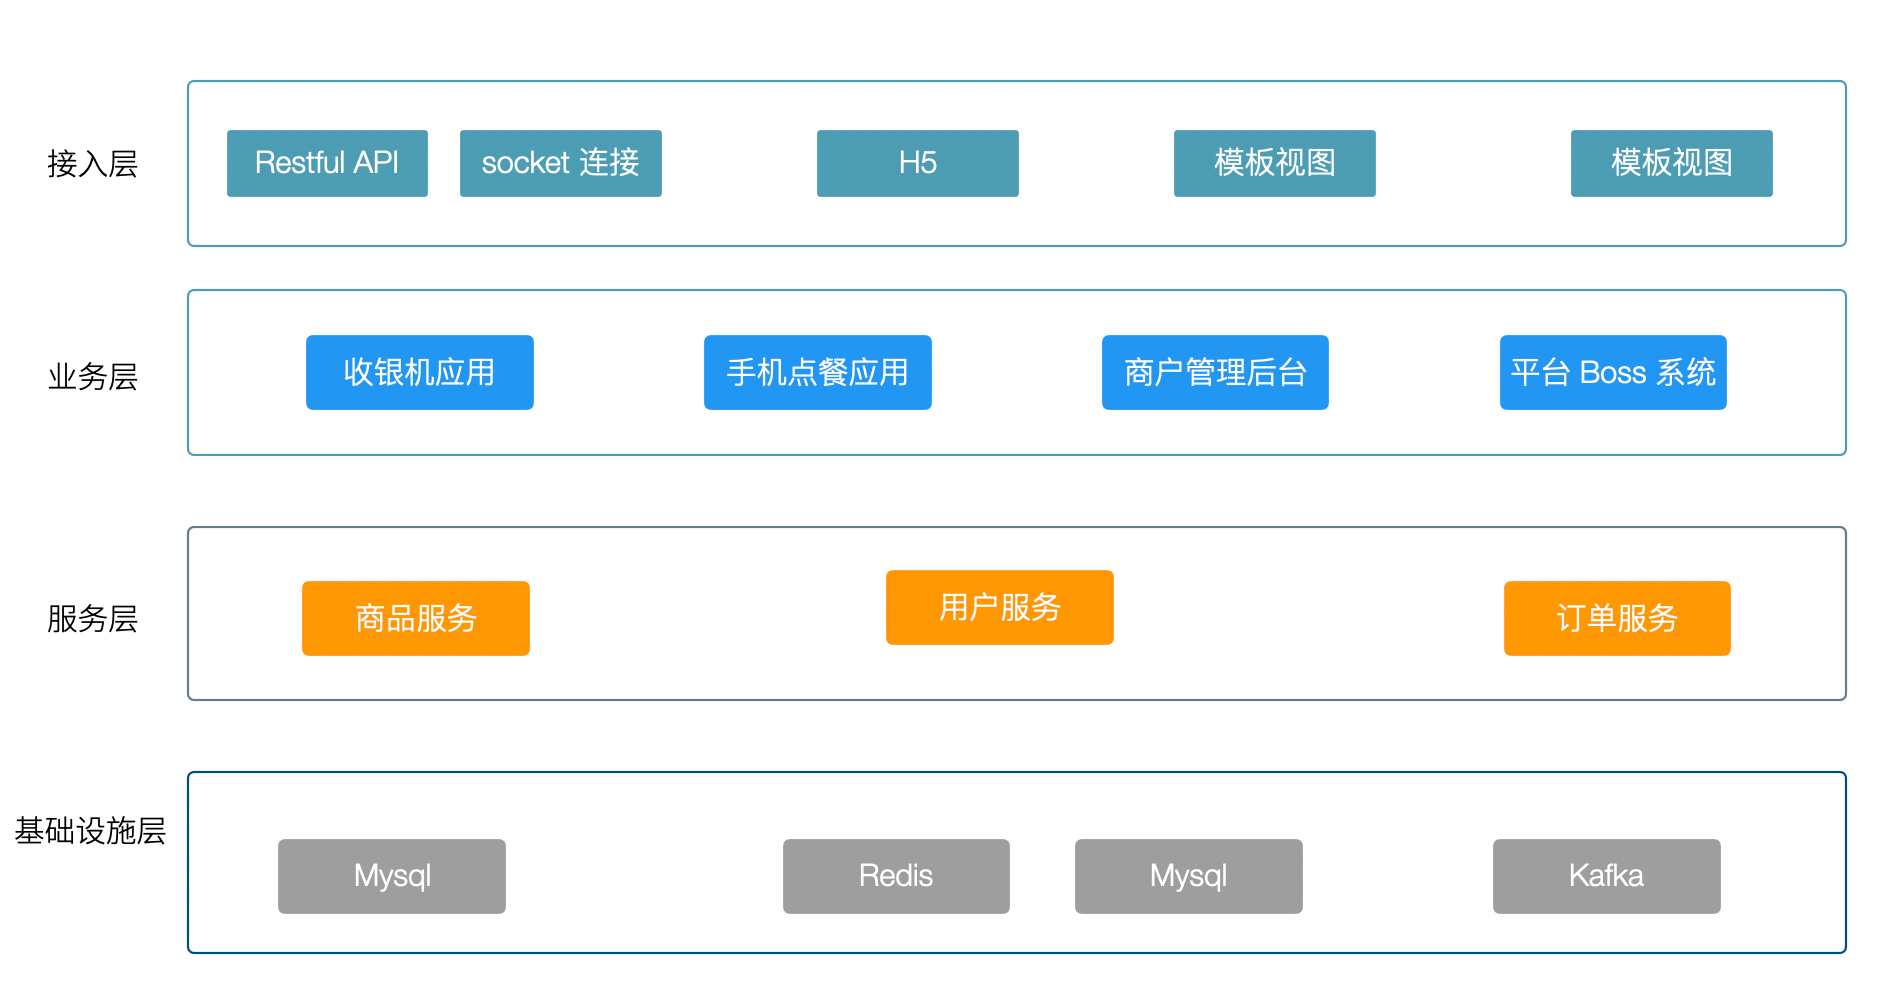 接入层
Restful API
socket 连接
H5
模板视图
模板视图
业务层
收银机应用
手机点餐应用
商户管理后台
平台 Boss 系统
服务层
商品服务
用户服务
订单服务
基础设施层
Mysql
Redis
Mysql
Kafka